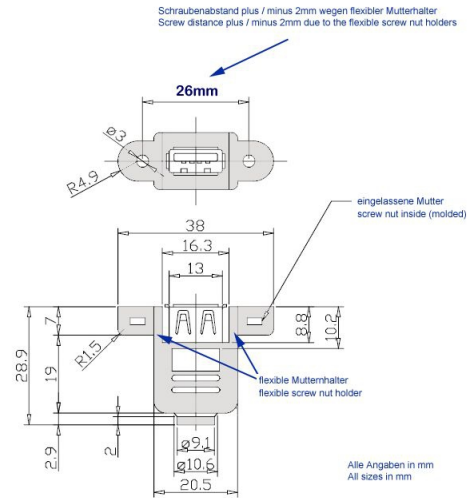 Schraubenabstand plus / minus 2mm wegen flexibler Mutterhalter
Screw distance plus / minus 2mm due to the flexible screw nut holders
26mm
ø3
R4.9
eingelassene Mutter
screw nut inside (molded)
38
16.3
13
7
8.8
10.2
R1.5
28.9
19
flexible Mutternhalter
flexible screw nut holder
2.9
2
ø9.1
ø10.6
20.5
Alle Angaben in mm
All sizes in mm